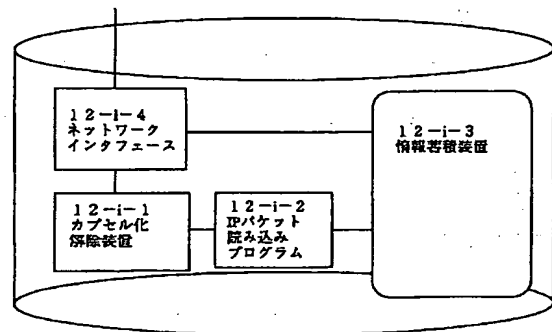 12-i-4
ネットワーク
インタフェース
12-i-3
情報蓄積装置
12-i-1
カプセル化
解除装置
12-i-2
IPパケット
読み込み
プログラム